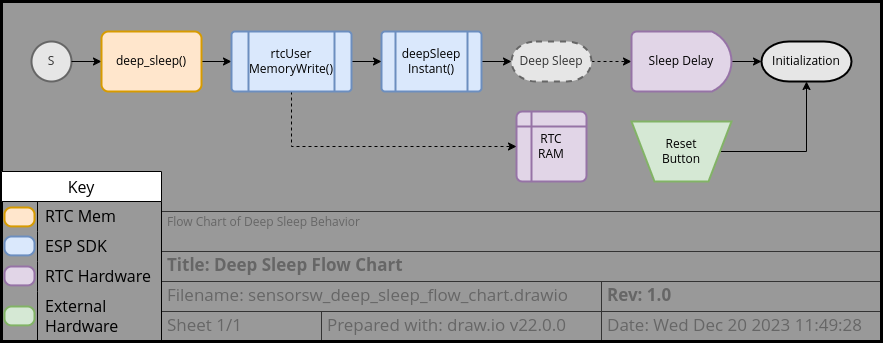 S
deep_sleep()
rtcUser
MemoryWrite()
deepSleep
Instant()
Deep Sleep
Sleep Delay
Initialization
RTC
RAM
Reset
Button
Key
RTC Mem
ESP SDK
RTC Hardware
External
Hardware
Flow Chart of Deep Sleep Behavior
Title: Deep Sleep Flow Chart
Filename: sensorsw_deep_sleep_flow_chart.drawio
Rev: 1.0
Sheet 1/1
Prepared with: draw.io v22.0.0
Date: Wed Dec 20 2023 11:49:28